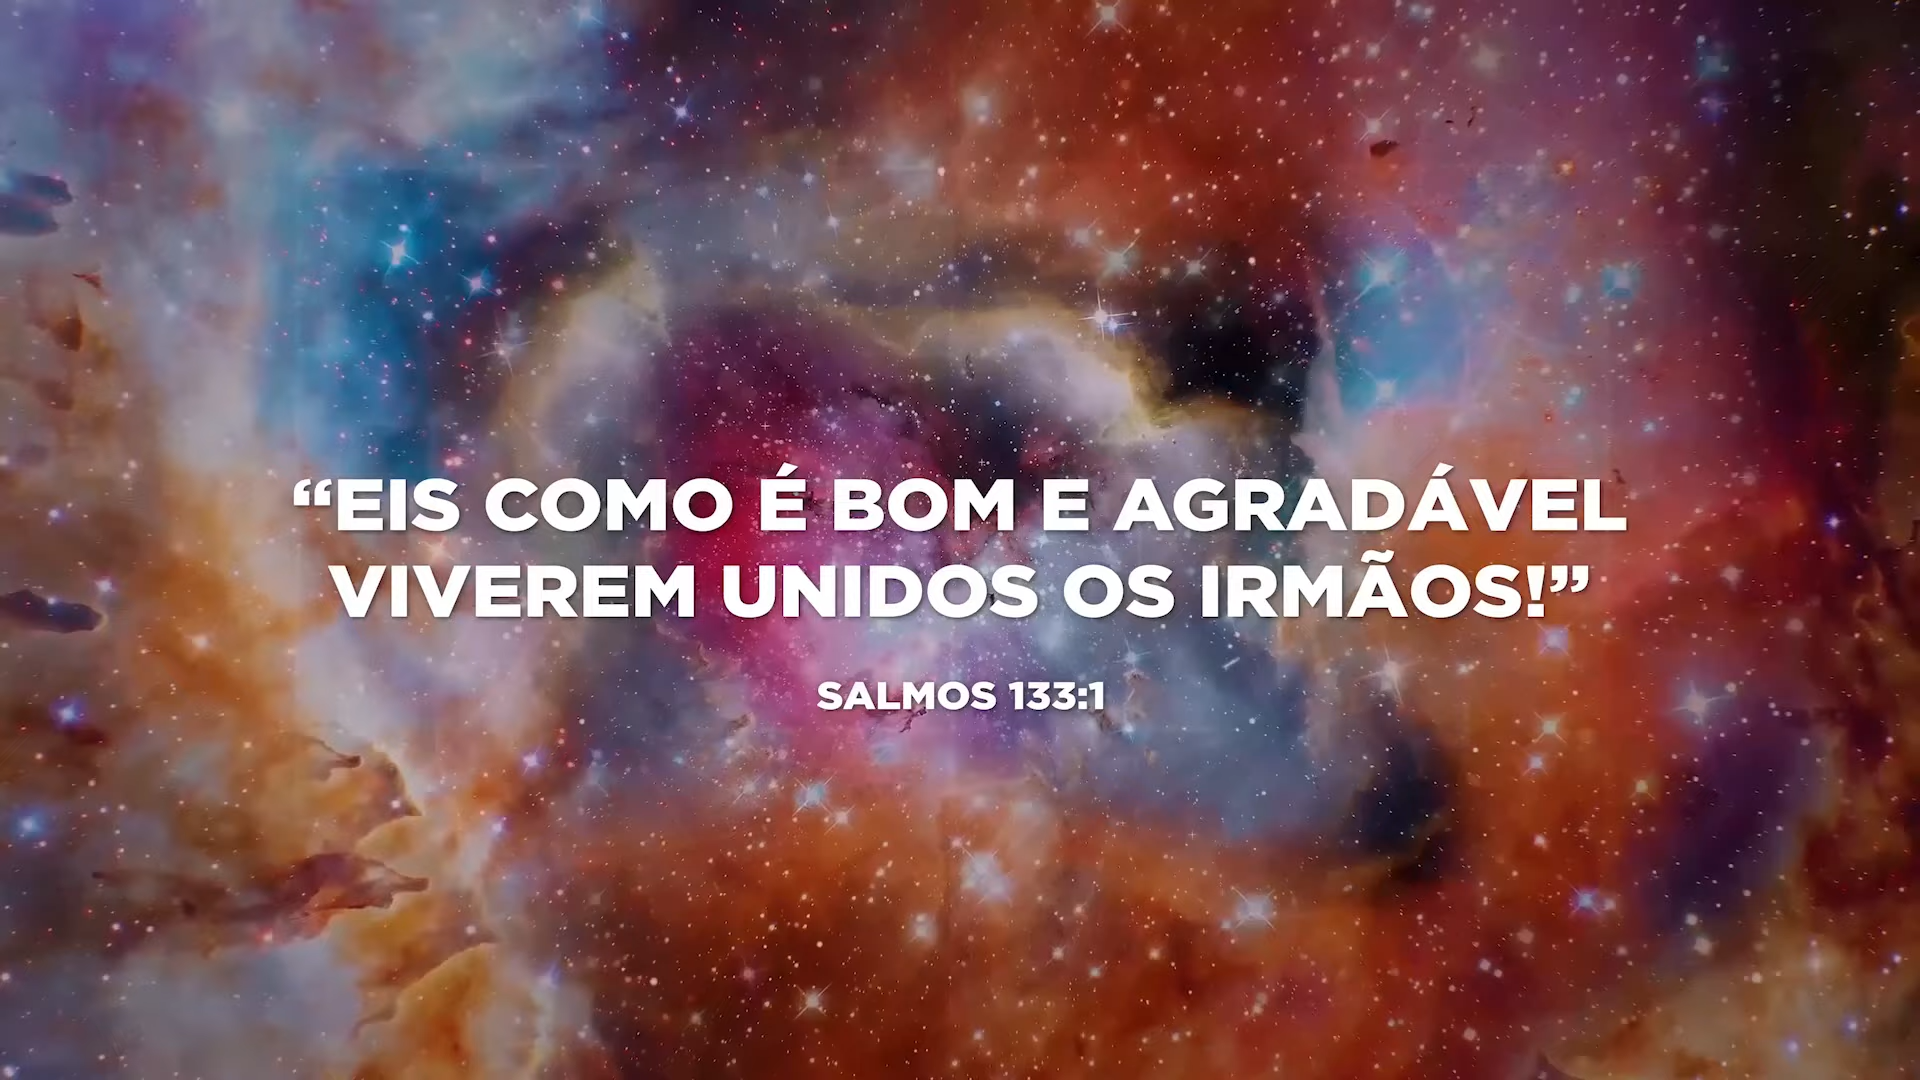 “EIS COMO É BOM E AGRADÁVEL
VIVEREM UNIDOS OS IRMÃOS!”
SALMOS 133:1